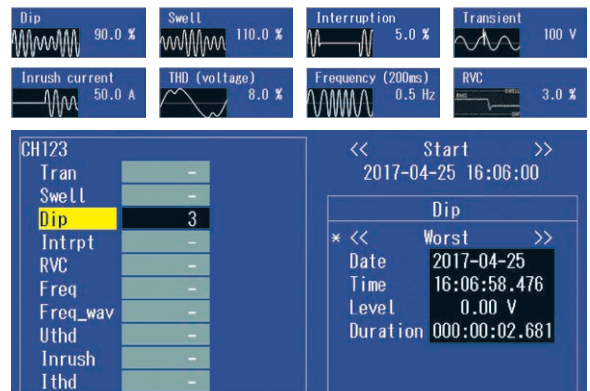 Dip
90.0 %
Swell
110.0 %
Interruption
5.0 %
Transient
100 V
Inrush current
50.0 A
THD (voltage)
8.0 %
Frequency (200ms)
0.5 Hz
RVC
3.0 %
CH123
Tran -
Swell -
Dip 3
Intrpt -
RVC -
Freq -
Freq_wav -
Uthd -
Inrush -
Ithd -
<< Start >>
2017-04-25 16:06:00
Dip
* << Worst >>
Date 2017-04-25
Time 16:06:58.476
Level 0.00 V
Duration 000:00:02.681